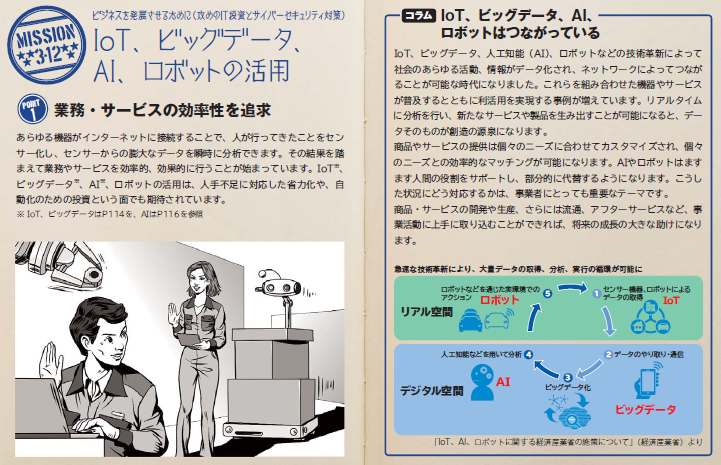 MISSION
3-12
ビジネスを発展させるために(攻めのIT投資とサイバーセキュリティ対策)
IoT、ビッグデータ、
AI、ロボットの活用
POINT
1
業務・サービスの効率性を追求
あらゆる機器がインターネットに接続することで、人が行ってきたことをセン
サー化し、センサーからの膨大なデータを瞬時に分析できます。その結果を踏
まえて業務やサービスを効率的、効果的に行うことが始まっています。IoT※、
ビッグデータ※、AI※、ロボットの活用は、人手不足に対応した省力化や、自
動化のための投資という面でも期待されています。
※ IoT、ビッグデータはP114を、AIはP116を参照
コラム
IoT、ビッグデータ、AI、
ロボットはつながっている
IoT、ビッグデータ、人工知能(AI)、ロボットなどの技術革新によって
社会のあらゆる活動、情報がデータ化され、ネットワークによってつなが
ることが可能な時代になりました。これらを組み合わせた機器やサービス
が普及するとともに利活用を実現する事例が増えています。リアルタイム
に分析を行い、新たなサービスや製品を生み出すことが可能になると、デー
タそのものが創造の源泉になります。
商品やサービスの提供は個々のニーズに合わせてカスタマイズされ、個々
のニーズとの効率的なマッチングが可能になります。AIやロボットはます
ます人間の役割をサポートし、部分的に代替するようになります。こうし
た状況にどう対応するかは、事業者にとっても重要なテーマです。
商品・サービスの開発や生産、さらには流通、アフターサービスなど、事
業活動に上手に取り込むことができれば、将来の成長の大きな助けになり
ます。
急速な技術革新により、大量データの取得、分析、実行の循環が可能に
ロボットなどを通じた実環境での
アクション
ロボット
5
1
センサー機器、ロボットによる
データの取得
IoT
リアル空間
人工知能などを用いて分析
4
2
データのやり取り・通信
AI
3
ビッグデータ化
デジタル空間
ビッグデータ
「IoT、AI、ロボットに関する経済産業省の施策について」(経済産業省)より